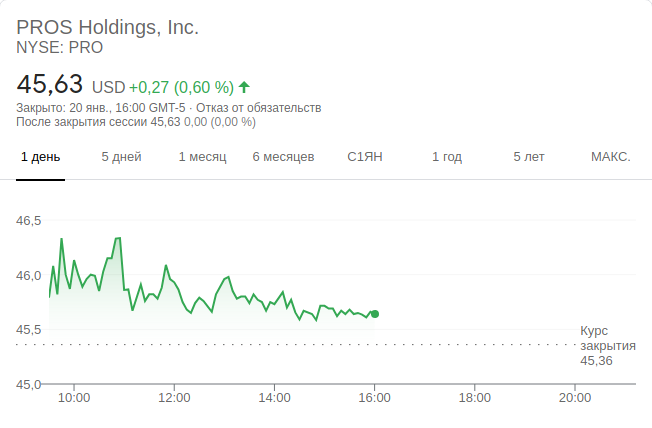 PROS Holdings, Inc.
NYSE: PRO
45,63 USD +0,27 (0,60 %)
Закрыто: 20 янв., 16:00 GMT-5 · Отказ от обязательств
После закрытия сессии 45,63 0,00 (0,00 %)
1 день 5 дней 1 месяц 6 месяцев С1ЯН 1 год 5 лет МАКС.
46,5
46,0
45,5
45,0
Курс
закрытия
45,36
10:00 12:00 14:00 16:00 18:00 20:00